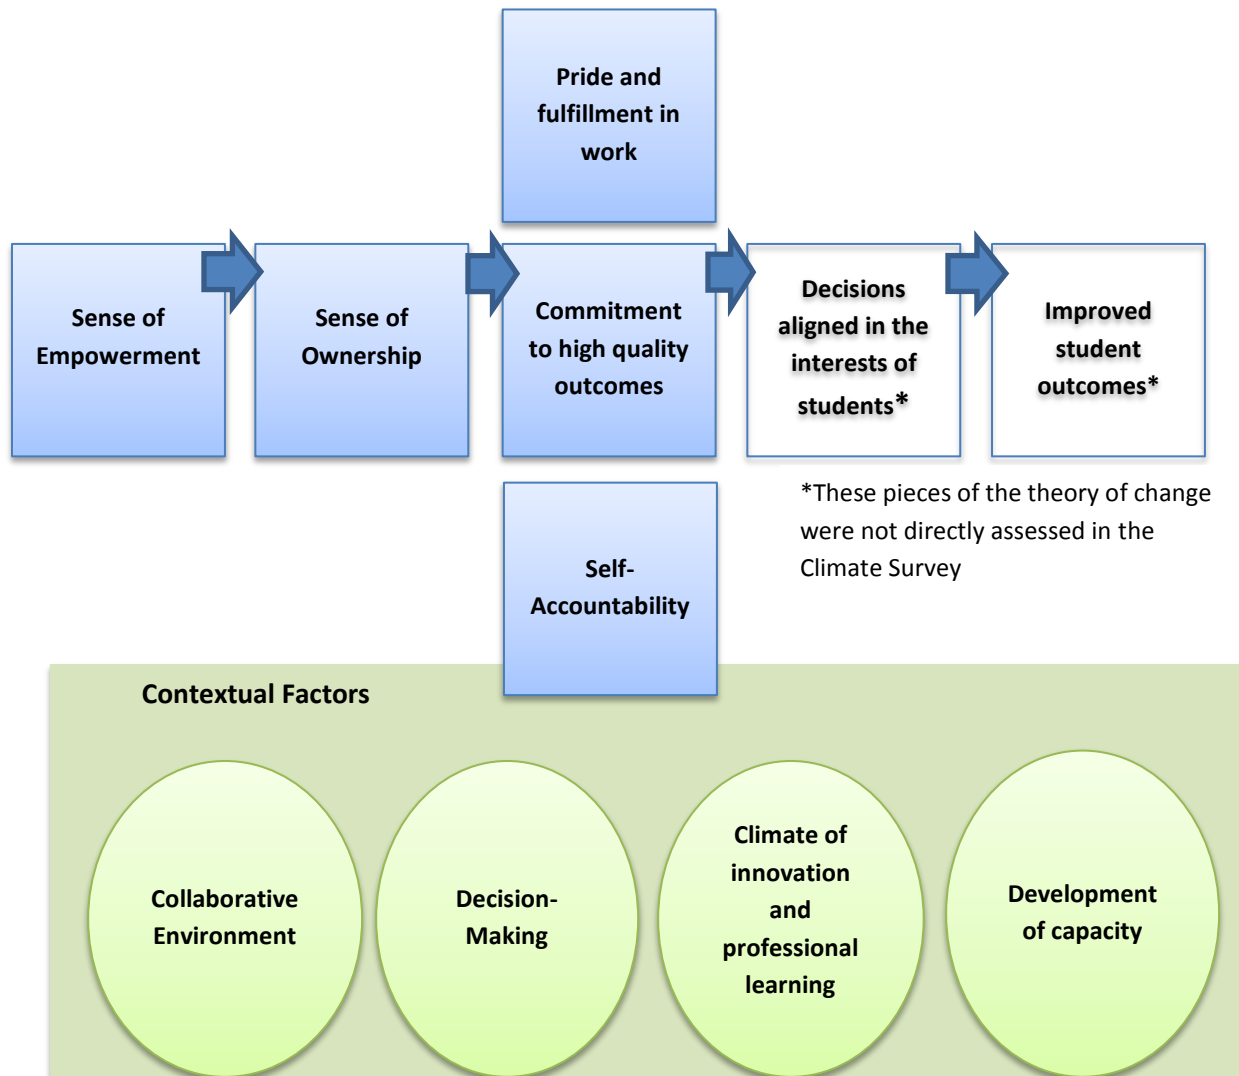 Pride and
fulfillment in
work
Sense of
Empowerment
Sense of
Ownership
Commitment
to high quality
outcomes
Decisions
aligned in the
interests of
students*
Improved
student
outcomes*
*These pieces of the theory of change
were not directly assessed in the
Climate Survey
Self-
Accountability
Contextual Factors
Collaborative
Environment
Decision-
Making
Climate of
innovation
and
professional
learning
Development
of capacity